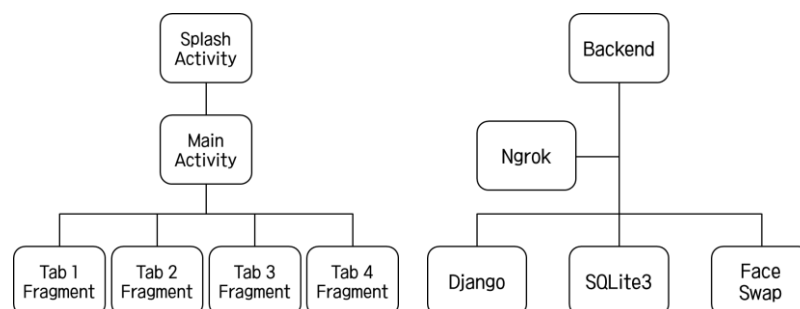 Splash
Activity
Main
Activity
Tab 1
Fragment
Tab 2
Fragment
Tab 3
Fragment
Tab 4
Fragment
Backend
Ngrok
Django
SQLite3
Face
Swap